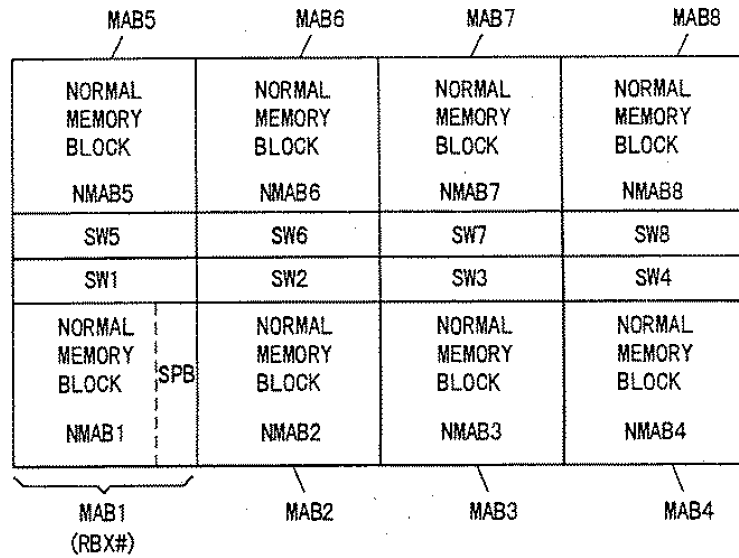 MAB5 MAB6 MAB7 MAB8
NORMAL MEMORY BLOCK NMAB5
NORMAL MEMORY BLOCK NMAB6
NORMAL MEMORY BLOCK NMAB7
NORMAL MEMORY BLOCK NMAB8
SW5 SW6 SW7 SW8
SW1 SW2 SW3 SW4
NORMAL MEMORY BLOCK NMAB1
SPB
NORMAL MEMORY BLOCK NMAB2
NORMAL MEMORY BLOCK NMAB3
NORMAL MEMORY BLOCK NMAB4
MAB1 MAB2 MAB3 MAB4
(RBX#)